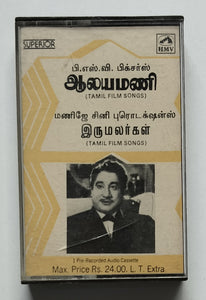 SUPERIOR
HMV
பி.எஸ்.வி. பிக்சர்ஸ்
ஆலயமணி
(TAMIL FILM SONGS)
மணிஜே சினி புரொடக்ஷன்ஸ்
இருமலர்கள்
(TAMIL FILM SONGS)
1 Pre-Recorded Audio Cassette
Max. Price Rs. 24.00. L. T. Extra